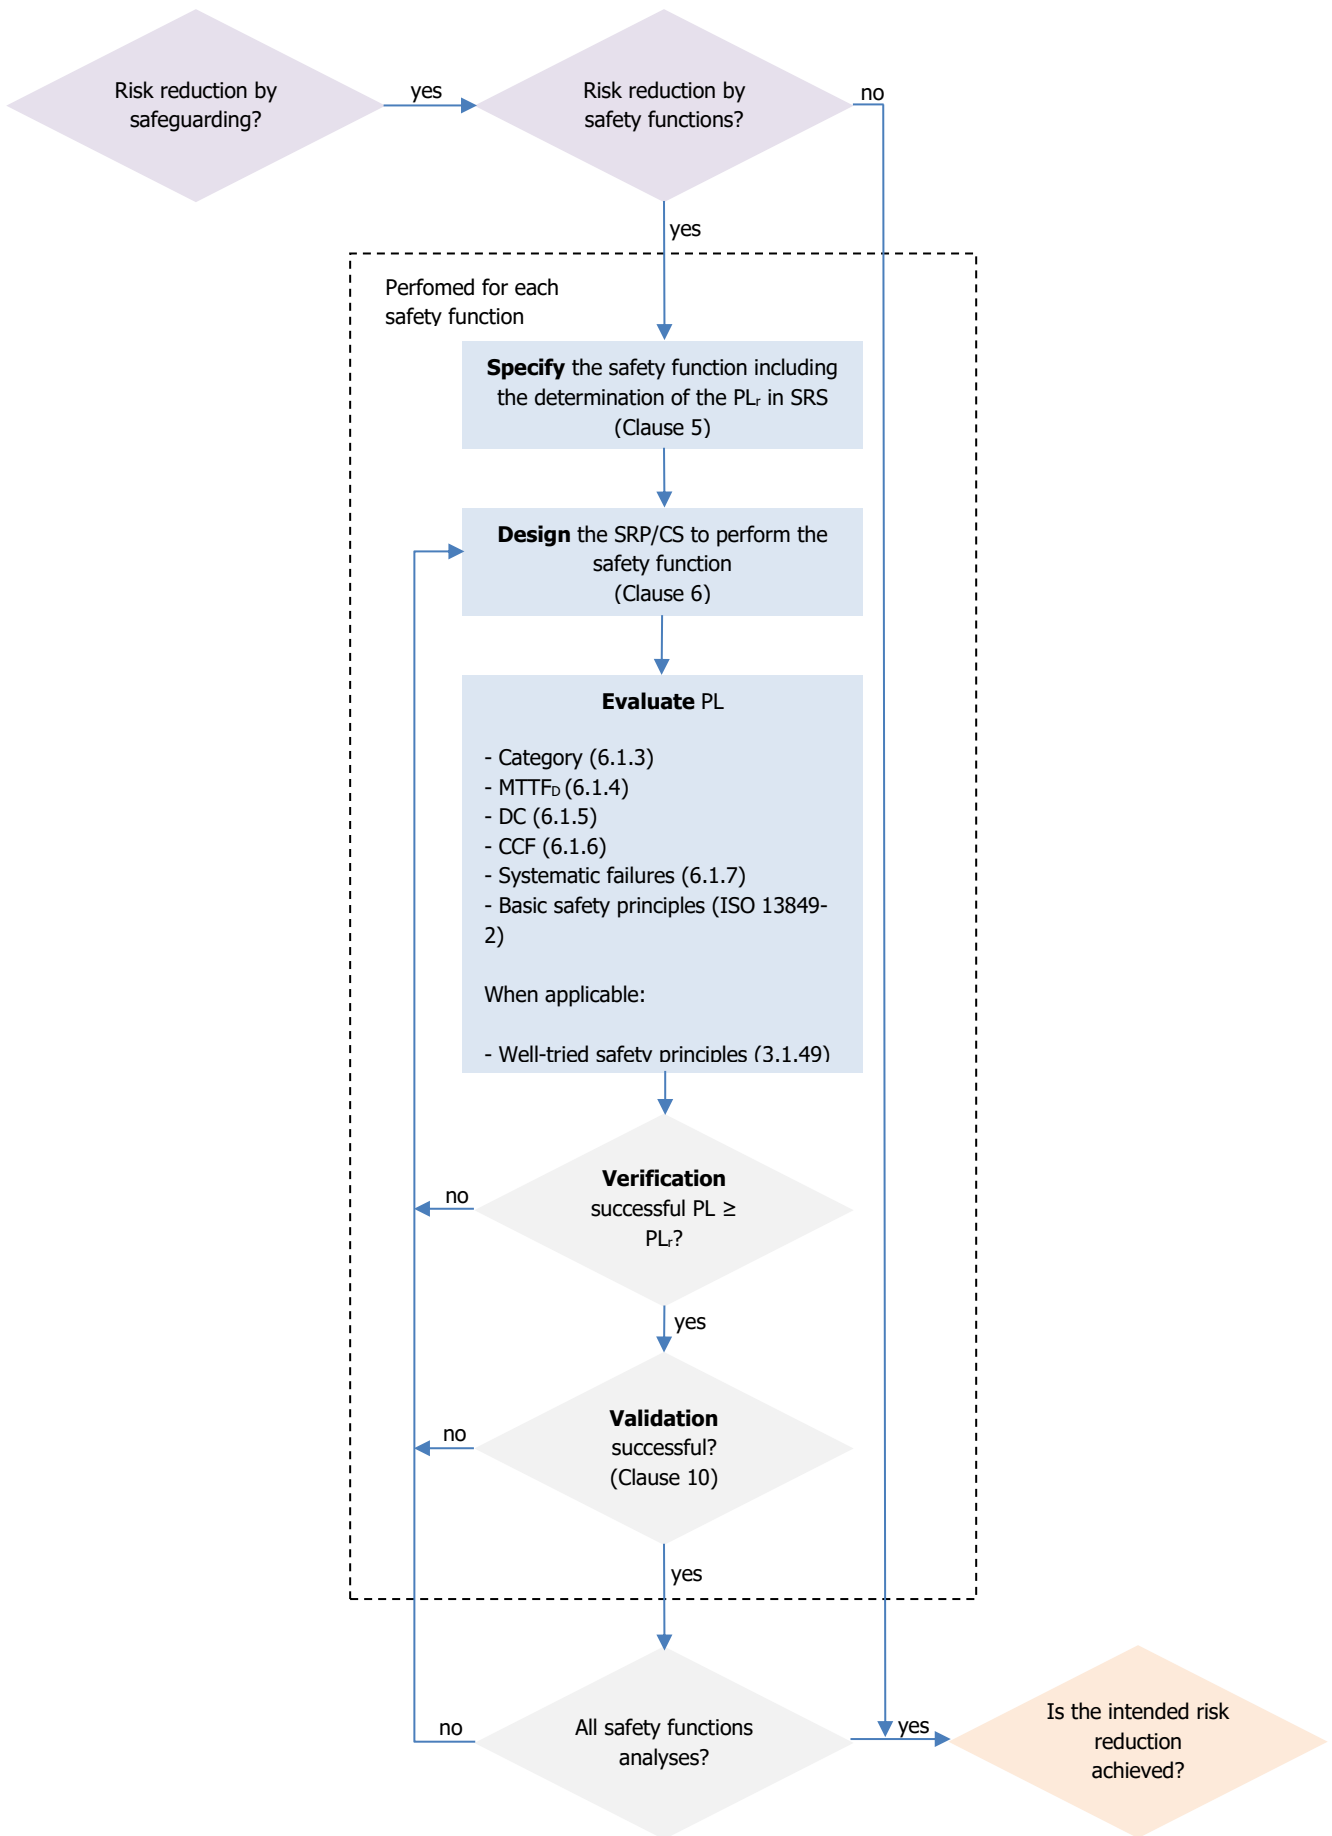 Risk reduction by
safeguarding?
yes
Risk reduction by
safety functions?
no
yes
Perfomed for each
safety function
Specify the safety function including
the determination of the PLr in SRS
(Clause 5)
Design the SRP/CS to perform the
safety function
(Clause 6)
Evaluate PL
- Category (6.1.3)
- MTTFD (6.1.4)
- DC (6.1.5)
- CCF (6.1.6)
- Systematic failures (6.1.7)
- Basic safety principles (ISO 13849-
2)
When applicable:
- Well-tried safety principles (3.1.49)
Verification
successful PL ≥
PLr?
no
yes
Validation
successful?
(Clause 10)
no
yes
All safety functions
analyses?
no
yes
Is the intended risk
reduction
achieved?